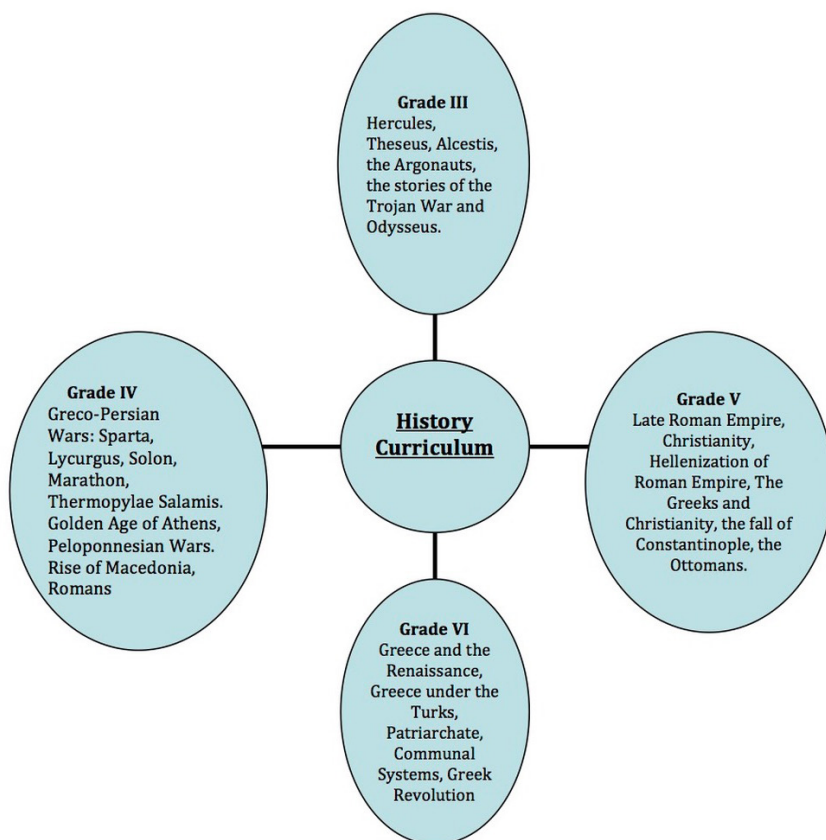 Grade III
Hercules,
Theseus, Alcestis,
the Argonauts,
the stories of the
Trojan War and
Odysseus.
Grade IV
Greco-Persian
Wars: Sparta,
Lycurgus, Solon,
Marathon,
Thermopylae Salamis.
Golden Age of Athens,
Peloponnesian Wars.
Rise of Macedonia,
Romans
History
Curriculum
Grade V
Late Roman Empire,
Christianity,
Hellenization of
Roman Empire, The
Greeks and
Christianity, the fall of
Constantinople, the
Ottomans.
Grade VI
Greece and the
Renaissance,
Greece under the
Turks,
Patriarchate,
Communal
Systems, Greek
Revolution